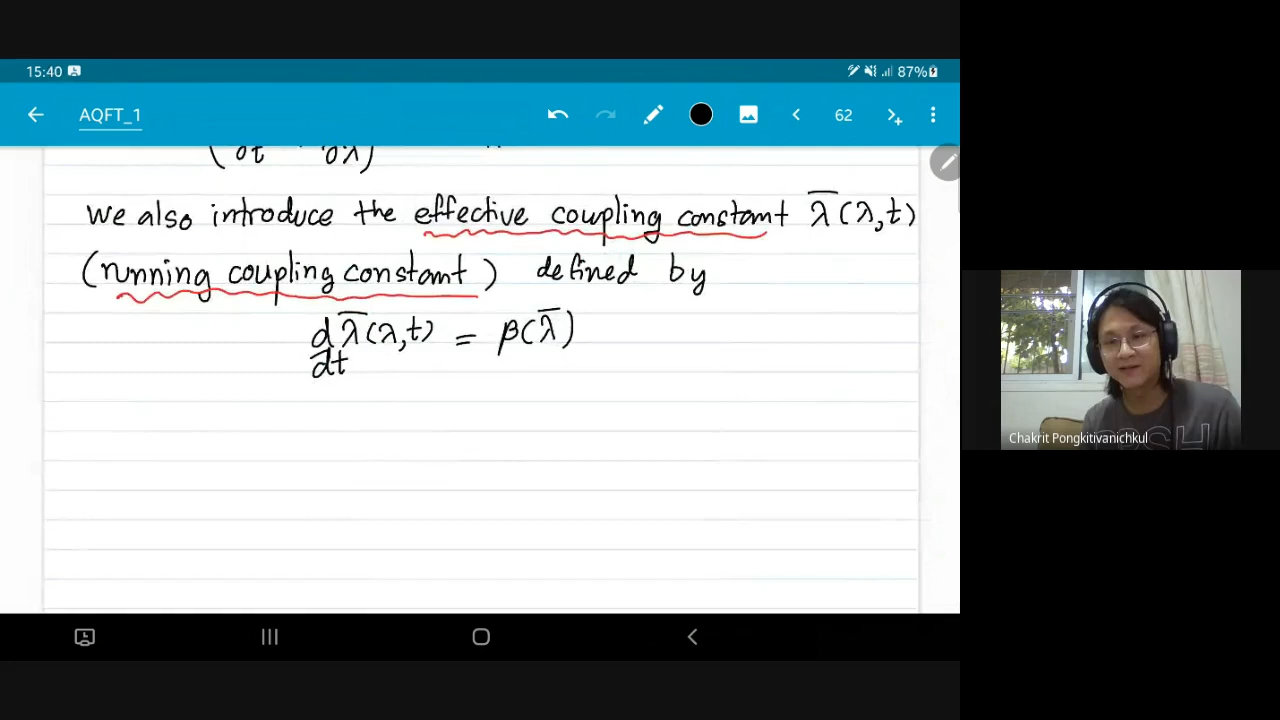 15:40 87%
AQFT_1 62
∂t ∂λ
We also introduce the effective coupling constant λ̅(λ,t)
(running coupling constant) defined by
d/dt λ̅(λ,t) = β(λ̅)
Chakrit Pongkitivanichkul